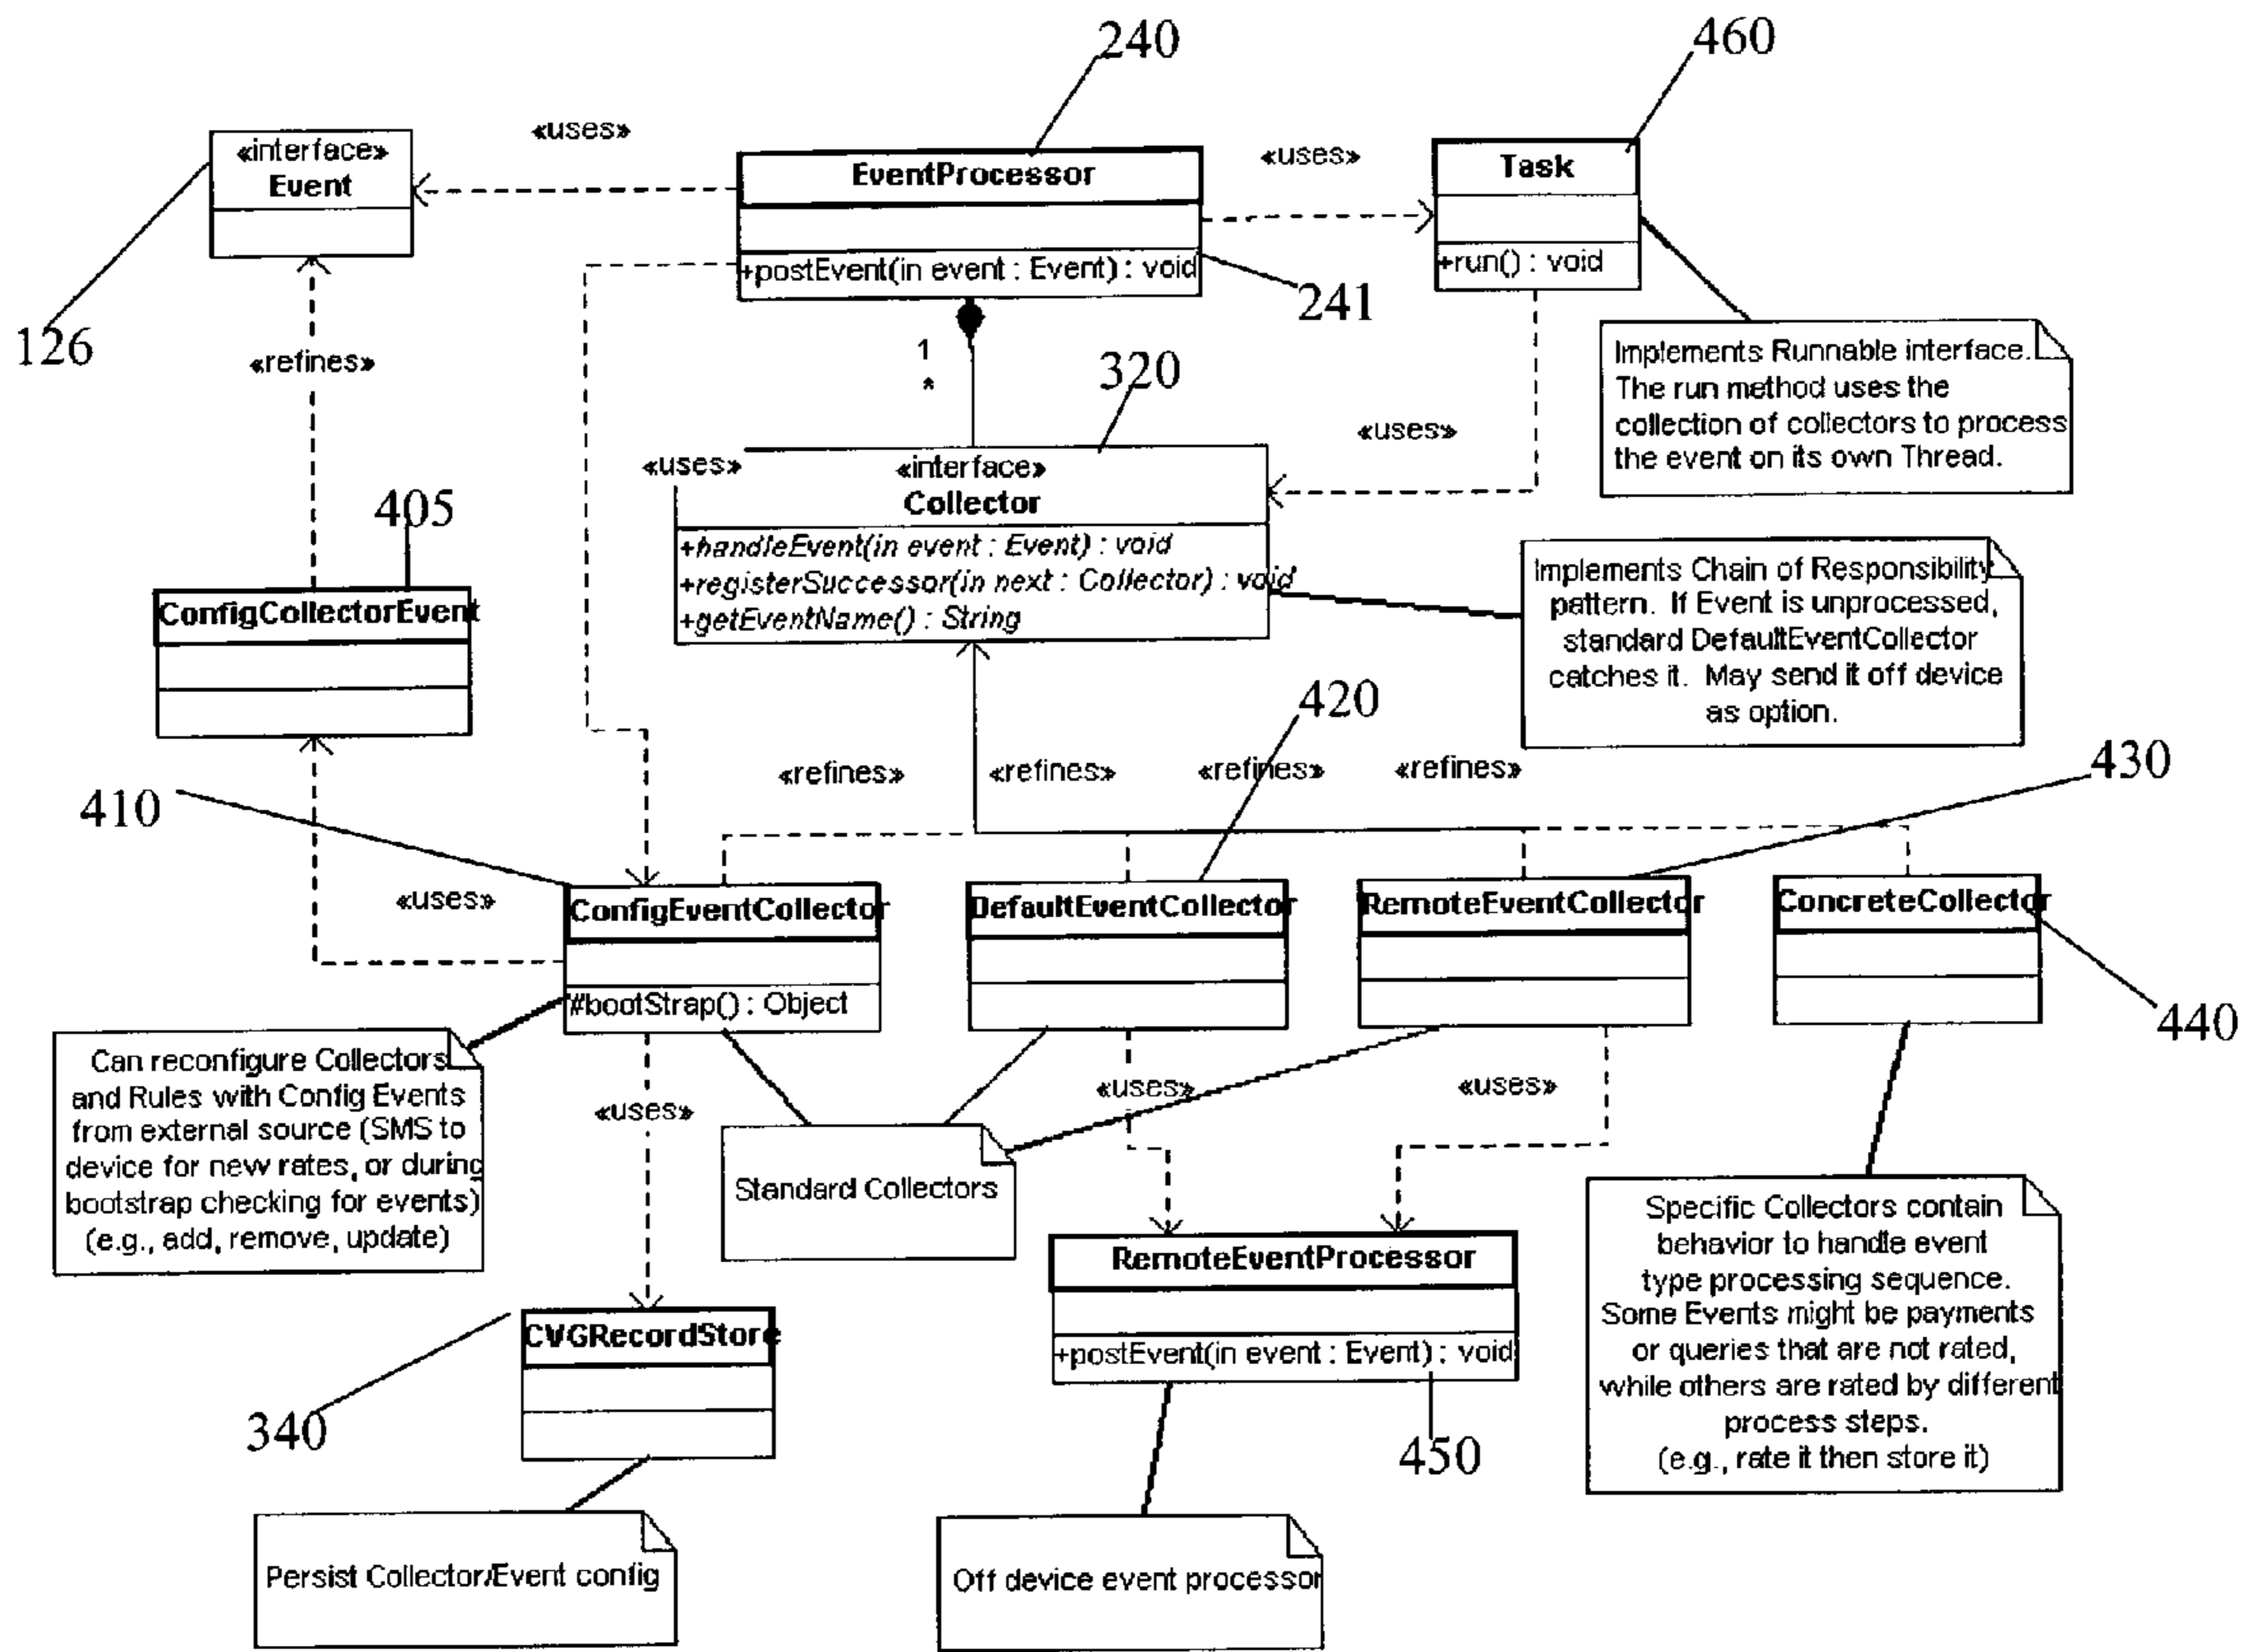 240
460
«uses»
«interface»
Event
EventProcessor
«uses»
Task
+postEvent(in event : Event) : void
+run() : void
241
126
«refines»
1
*
320
Implements Runnable interface.
The run method uses the
collection of collectors to process
the event on its own Thread.
«uses»
«uses»
«interface»
Collector
405
+handleEvent(in event : Event) : void
+registerSuccessor(in next : Collector) : void
+getEventName() : String
Implements Chain of Responsibility
pattern. If Event is unprocessed,
standard DefaultEventCollector
catches it. May send it off device
as option.
ConfigCollectorEvent
420
«refines»
«refines»
«refines»
«refines»
430
410
«uses»
ConfigEventCollector
DefaultEventCollector
RemoteEventCollector
ConcreteCollector
#bootStrap() : Object
440
Can reconfigure Collectors
and Rules with Config Events
from external source (SMS to
device for new rates, or during
bootstrap checking for events)
(e.g., add, remove, update)
«uses»
«uses»
«uses»
Standard Collectors
Specific Collectors contain
behavior to handle event
type processing sequence.
Some Events might be payments
or queries that are not rated,
while others are rated by different
process steps.
(e.g., rate it then store it)
RemoteEventProcessor
+postEvent(in event : Event) : void
CVGRecordStore
340
450
Persist Collector/Event config
Off device event processor